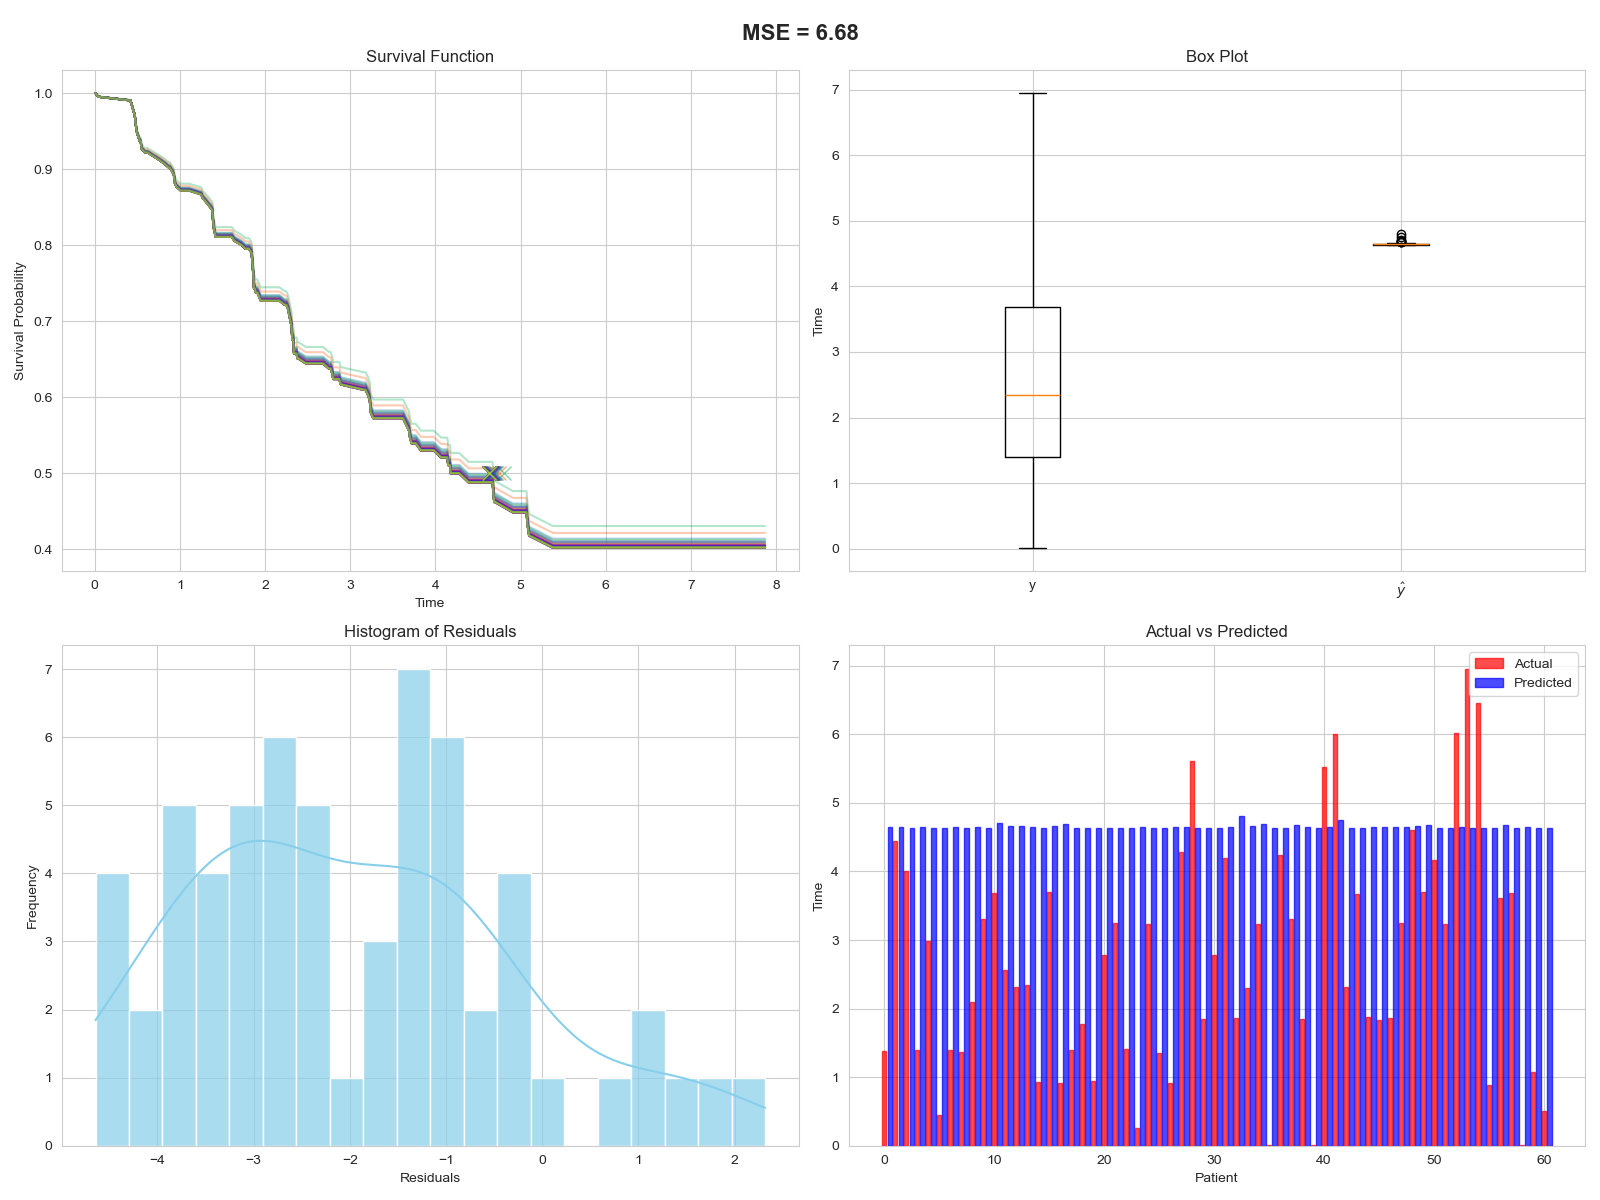 MSE = 6.68
Survival Function
Survival Probability
1.0
0.9
0.8
0.7
0.6
0.5
0.4
0 1 2 3 4 5 6 7 8
Time
Box Plot
Time
7
6
5
4
3
2
1
0
y ŷ
Histogram of Residuals
Frequency
7
6
5
4
3
2
1
0
−4 −3 −2 −1 0 1 2
Residuals
Actual vs Predicted
Actual
Predicted
Time
7
6
5
4
3
2
1
0
0 10 20 30 40 50 60
Patient